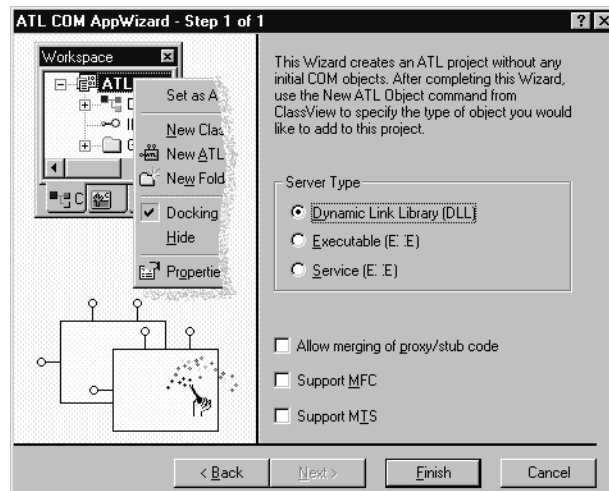 ATL COM AppWizard - Step 1 of 1
Workspace
ATL
Set as A
New Clas
New ATL
New Fold
Docking
Hide
Propertie
This Wizard creates an ATL project without any
initial COM objects. After completing this Wizard,
use the New ATL Object command from
ClassView to specify the type of object you would
like to add to this project.
Server Type
Dynamic Link Library (DLL)
Executable
Service
Allow merging of proxy/stub code
Support MFC
Support MTS
< Back
Next >
Finish
Cancel